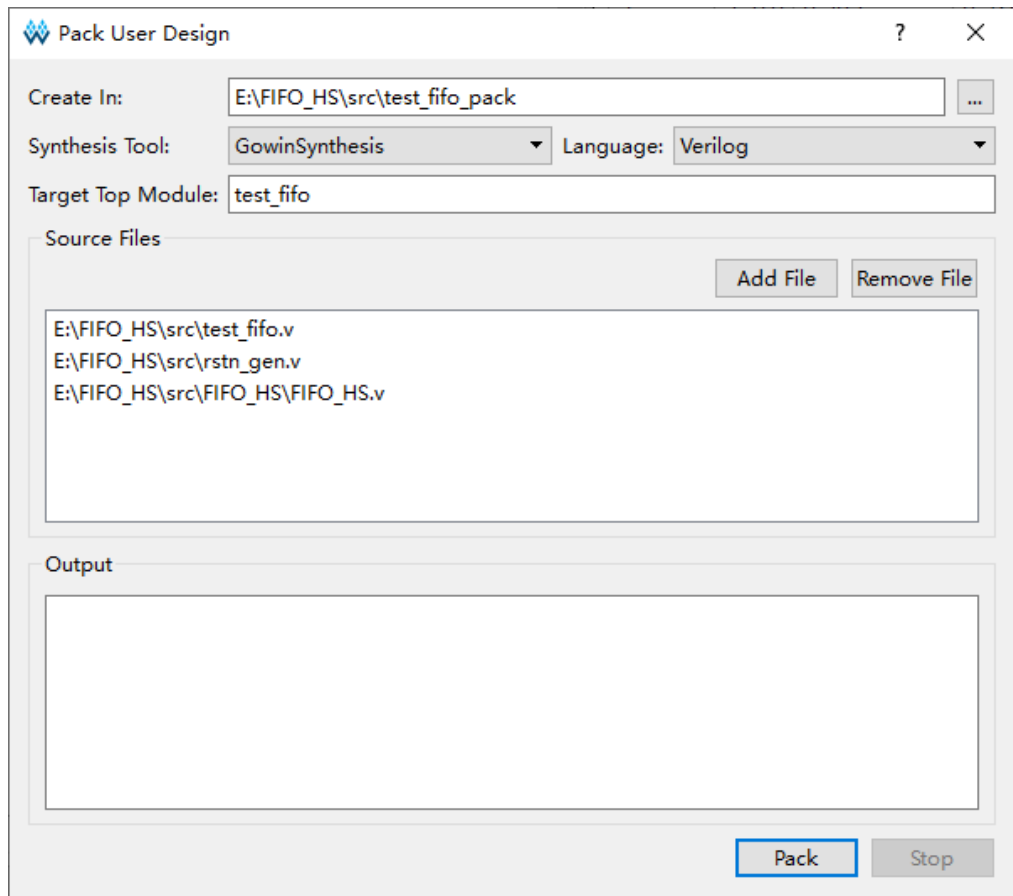 Pack User Design ?
Create In: E:\FIFO_HS\src\test_fifo_pack ...
Synthesis Tool: GowinSynthesis Language: Verilog
Target Top Module: test_fifo
Source Files
Add File Remove File
E:\FIFO_HS\src\test_fifo.v
E:\FIFO_HS\src\rstn_gen.v
E:\FIFO_HS\src\FIFO_HS\FIFO_HS.v
Output
Pack Stop